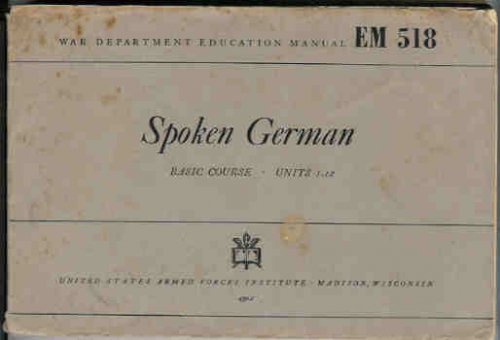 WAR DEPARTMENT EDUCATION MANUAL EM 518
Spoken German
BASIC COURSE · UNITS 1-12
UNITED STATES ARMED FORCES INSTITUTE · MADISON, WISCONSIN